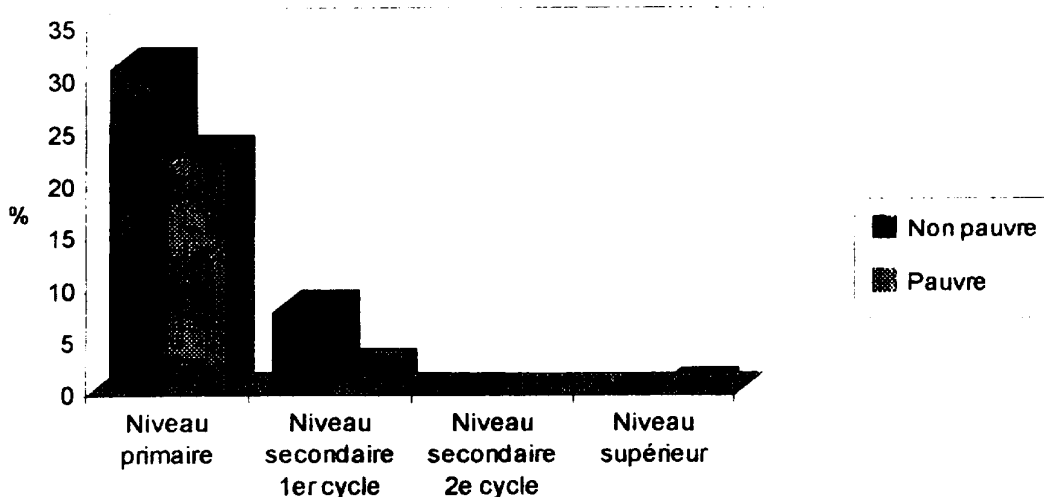 35
30
25
20
%
15
10
5
0
Niveau primaire
Niveau secondaire 1er cycle
Niveau secondaire 2e cycle
Niveau supérieur
Non pauvre
Pauvre